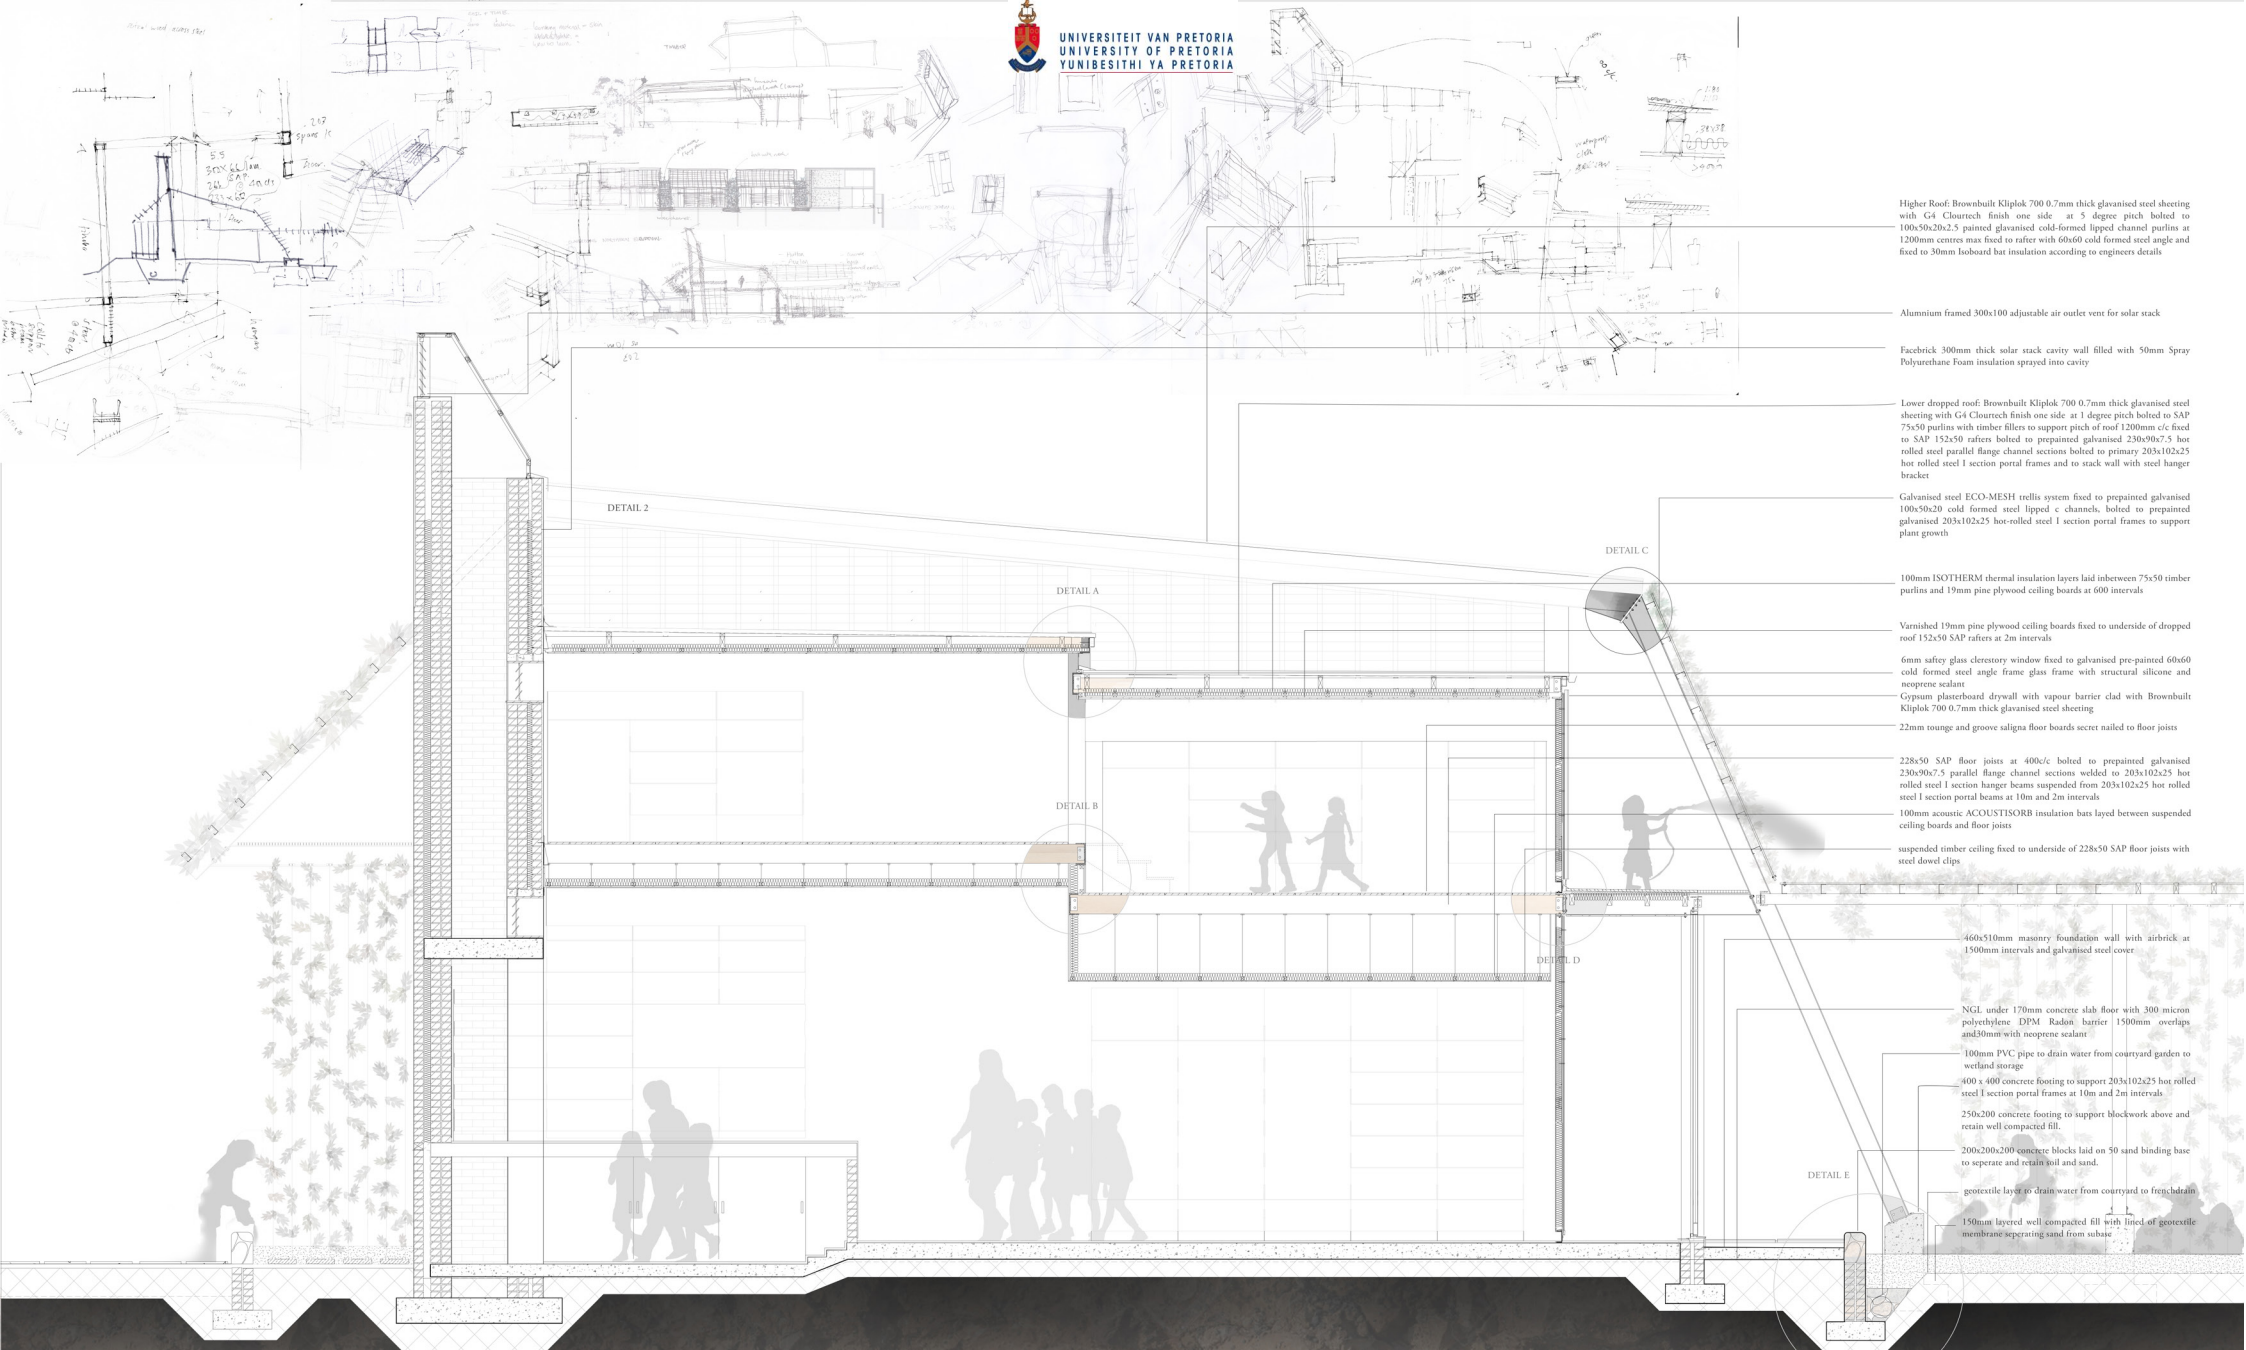 UNIVERSITEIT VAN PRETORIA
UNIVERSITY OF PRETORIA
YUNIBESITHI YA PRETORIA
Higher Roof: Brownbuilt Kliplok 700 0.7mm thick glavanised steel sheeting
with G4 Clourtech finish one side at 5 degree pitch bolted to
100x50x20x2.5 painted glavanised cold-formed lipped channel purlins at
1200mm centres max fixed to rafter with 60x60 cold formed steel angle and
fixed to 30mm Isoboard bat insulation according to engineers details
Alumnium framed 300x100 adjustable air outlet vent for solar stack
Facebrick 300mm thick solar stack cavity wall filled with 50mm Spray
Polyurethane Foam insulation sprayed into cavity
Lower dropped roof: Brownbuilt Kliplok 700 0.7mm thick glavanised steel
sheeting with G4 Clourtech finish one side at 1 degree pitch bolted to SAP
75x50 purlins with timber fillers to support pitch of roof 1200mm c/c fixed
to SAP 152x50 rafters bolted to prepainted galvanised 230x90x7.5 hot
rolled steel parallel flange channel sections bolted to primary 203x102x25
hot rolled steel I section portal frames and to stack wall with steel hanger
bracket
Galvanised steel ECO-MESH trellis system fixed to prepainted galvanised
100x50x20 cold formed steel lipped c channels, bolted to prepainted
galvanised 203x102x25 hot-rolled steel I section portal frames to support
plant growth
DETAIL 2
DETAIL C
DETAIL A
100mm ISOTHERM thermal insulation layers laid inbetween 75x50 timber
purlins and 19mm pine plywood ceiling boards at 600 intervals
Varnished 19mm pine plywood ceiling boards fixed to underside of dropped
roof 152x50 SAP rafters at 2m intervals
6mm saftey glass clerestory window fixed to galvanised pre-painted 60x60
cold formed steel angle frame glass frame with structural silicone and
neoprene sealant
Gypsum plasterboard drywall with vapour barrier clad with Brownbuilt
Kliplok 700 0.7mm thick glavanised steel sheeting
22mm tounge and groove saligna floor boards secret nailed to floor joists
228x50 SAP floor joists at 400c/c bolted to prepainted galvanised
230x90x7.5 parallel flange channel sections welded to 203x102x25 hot
rolled steel I section hanger beams suspended from 203x102x25 hot rolled
steel I section portal beams at 10m and 2m intervals
DETAIL B
100mm acoustic ACOUSTISORB insulation bats layed between suspended
ceiling boards and floor joists
suspended timber ceiling fixed to underside of 228x50 SAP floor joists with
steel dowel clips
DETAIL D
460x510mm masonry foundation wall with airbrick at
1500mm intervals and galvanised steel cover
NGL under 170mm concrete slab floor with 300 micron
polyethylene DPM Radon barrier 1500mm overlaps
and30mm with neoprene sealant
100mm PVC pipe to drain water from courtyard garden to
wetland storage
400 x 400 concrete footing to support 203x102x25 hot rolled
steel I section portal frames at 10m and 2m intervals
250x200 concrete footing to support blockwork above and
retain well compacted fill.
200x200x200 concrete blocks laid on 50 sand binding base
to seperate and retain soil and sand.
DETAIL E
geotextile layer to drain water from courtyard to frenchdrain
150mm layered well compacted fill with lined of geotextile
membrane seperating sand from subase